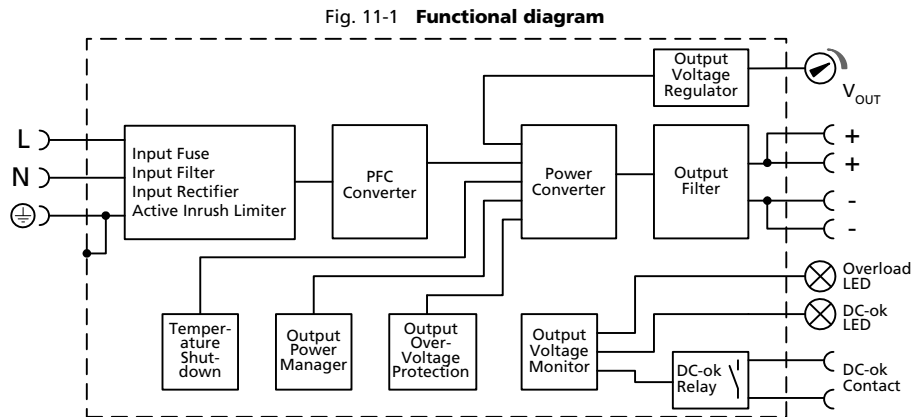 Fig. 11-1 Functional diagram
Output
Voltage
Regulator
V OUT
L
N
Input Fuse
Input Filter
Input Rectifier
Active Inrush Limiter
PFC
Converter
Power
Converter
Output
Filter
+
+
-
-
Overload
LED
DC-ok
LED
Temper-
ature
Shut-
down
Output
Power
Manager
Output
Over-
Voltage
Protection
Output
Voltage
Monitor
DC-ok
Relay
DC-ok
Contact